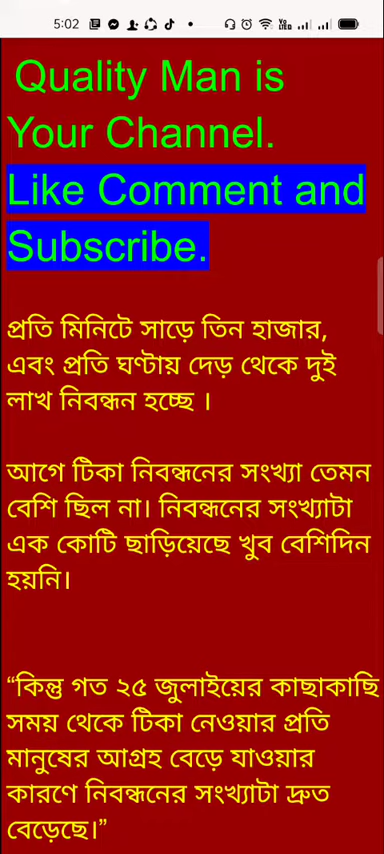 5:02
Quality Man is
Your Channel.
Like Comment and
Subscribe.
প্রতি মিনিটে সাড়ে তিন হাজার,
এবং প্রতি ঘণ্টায় দেড় থেকে দুই
লাখ নিবন্ধন হচ্ছে ।
আগে টিকা নিবন্ধনের সংখ্যা তেমন
বেশি ছিল না। নিবন্ধনের সংখ্যাটা
এক কোটি ছাড়িয়েছে খুব বেশিদিন
হয়নি।
“কিন্তু গত ২৫ জুলাইয়ের কাছাকাছি
সময় থেকে টিকা নেওয়ার প্রতি
মানুষের আগ্রহ বেড়ে যাওয়ার
কারণে নিবন্ধনের সংখ্যাটা দ্রুত
বেড়েছে।”